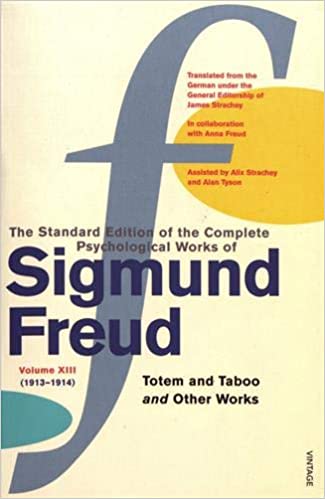 f
Translated from the
German under the
General Editorship of
James Strachey
In collaboration
with Anna Freud
Assisted by Alix Strachey
and Alan Tyson
The Standard Edition of the Complete
Psychological Works of
Sigmund
Freud
Volume XIII
(1913–1914)
Totem and Taboo
and Other Works
VINTAGE